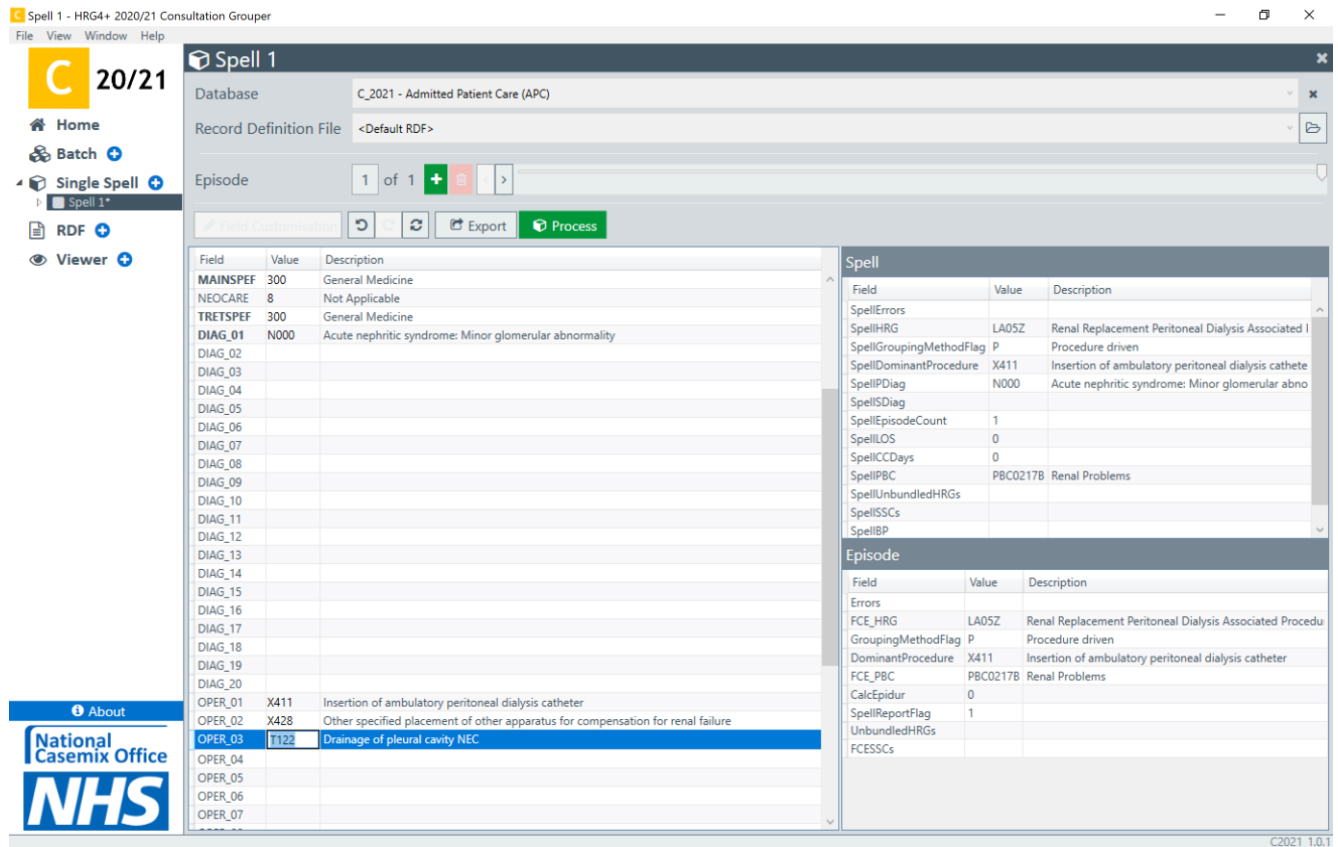 Spell 1 - HRG4+ 2020/21 Consultation Grouper
File View Window Help
C 20/21
Home
Batch
Single Spell
Spell 1*
RDF
Viewer
About
National
Casemix Office
NHS
Spell 1
Database C_2021 - Admitted Patient Care (APC)
Record Definition File <Default RDF>
Episode 1 of 1
Field Customisation Export Process
Field Value Description
MAINSPEF 300 General Medicine
NEOCARE 8 Not Applicable
TRETSPEF 300 General Medicine
DIAG_01 N000 Acute nephritic syndrome: Minor glomerular abnormality
DIAG_02
DIAG_03
DIAG_04
DIAG_05
DIAG_06
DIAG_07
DIAG_08
DIAG_09
DIAG_10
DIAG_11
DIAG_12
DIAG_13
DIAG_14
DIAG_15
DIAG_16
DIAG_17
DIAG_18
DIAG_19
DIAG_20
OPER_01 X411 Insertion of ambulatory peritoneal dialysis catheter
OPER_02 X428 Other specified placement of other apparatus for compensation for renal failure
OPER_03 T122 Drainage of pleural cavity NEC
OPER_04
OPER_05
OPER_06
OPER_07
Spell
Field Value Description
SpellErrors
SpellHRG LA05Z Renal Replacement Peritoneal Dialysis Associated
SpellGroupingMethodFlag P Procedure driven
SpellDominantProcedure X411 Insertion of ambulatory peritoneal dialysis cathete
SpellPDiag N000 Acute nephritic syndrome: Minor glomerular abno
SpellSDiag
SpellEpisodeCount 1
SpellLOS 0
SpellCCDays 0
SpellPBC PBC0217B Renal Problems
SpellUnbundledHRGs
SpellSSCs
SpellBP
Episode
Field Value Description
Errors
FCE_HRG LA05Z Renal Replacement Peritoneal Dialysis Associated Procedu
GroupingMethodFlag P Procedure driven
DominantProcedure X411 Insertion of ambulatory peritoneal dialysis catheter
FCE_PBC PBC0217B Renal Problems
CalcEpidur 0
SpellReportFlag 1
UnbundledHRGs
FCESSCs
C2021 1.0.1